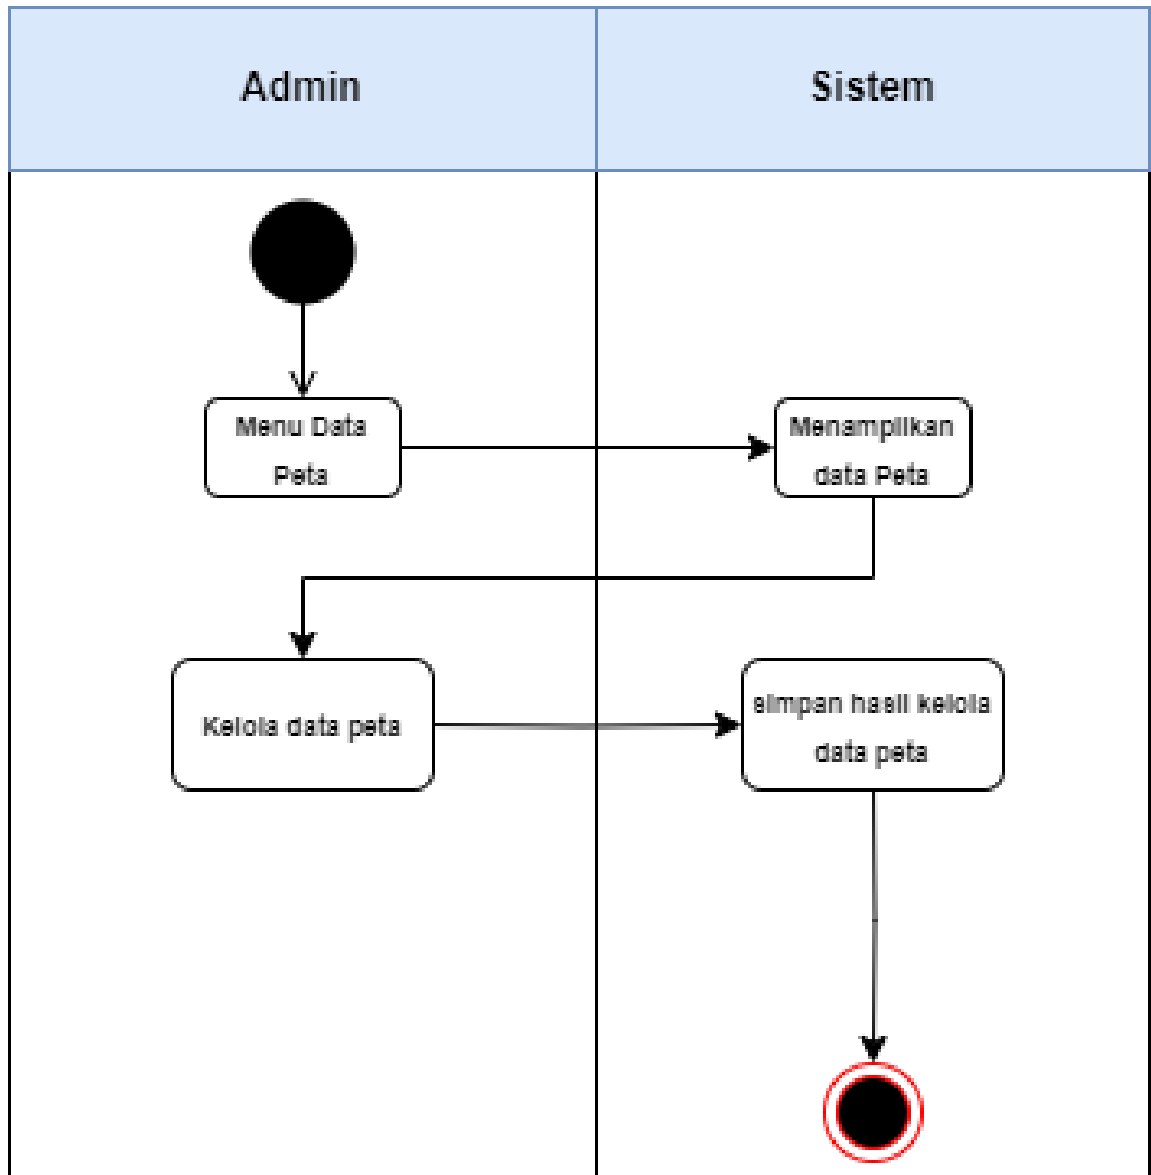 Admin
Sistem
Menu Data
Peta
Menampilkan
data Peta
Kelola data peta
simpan hasil kelola
data peta